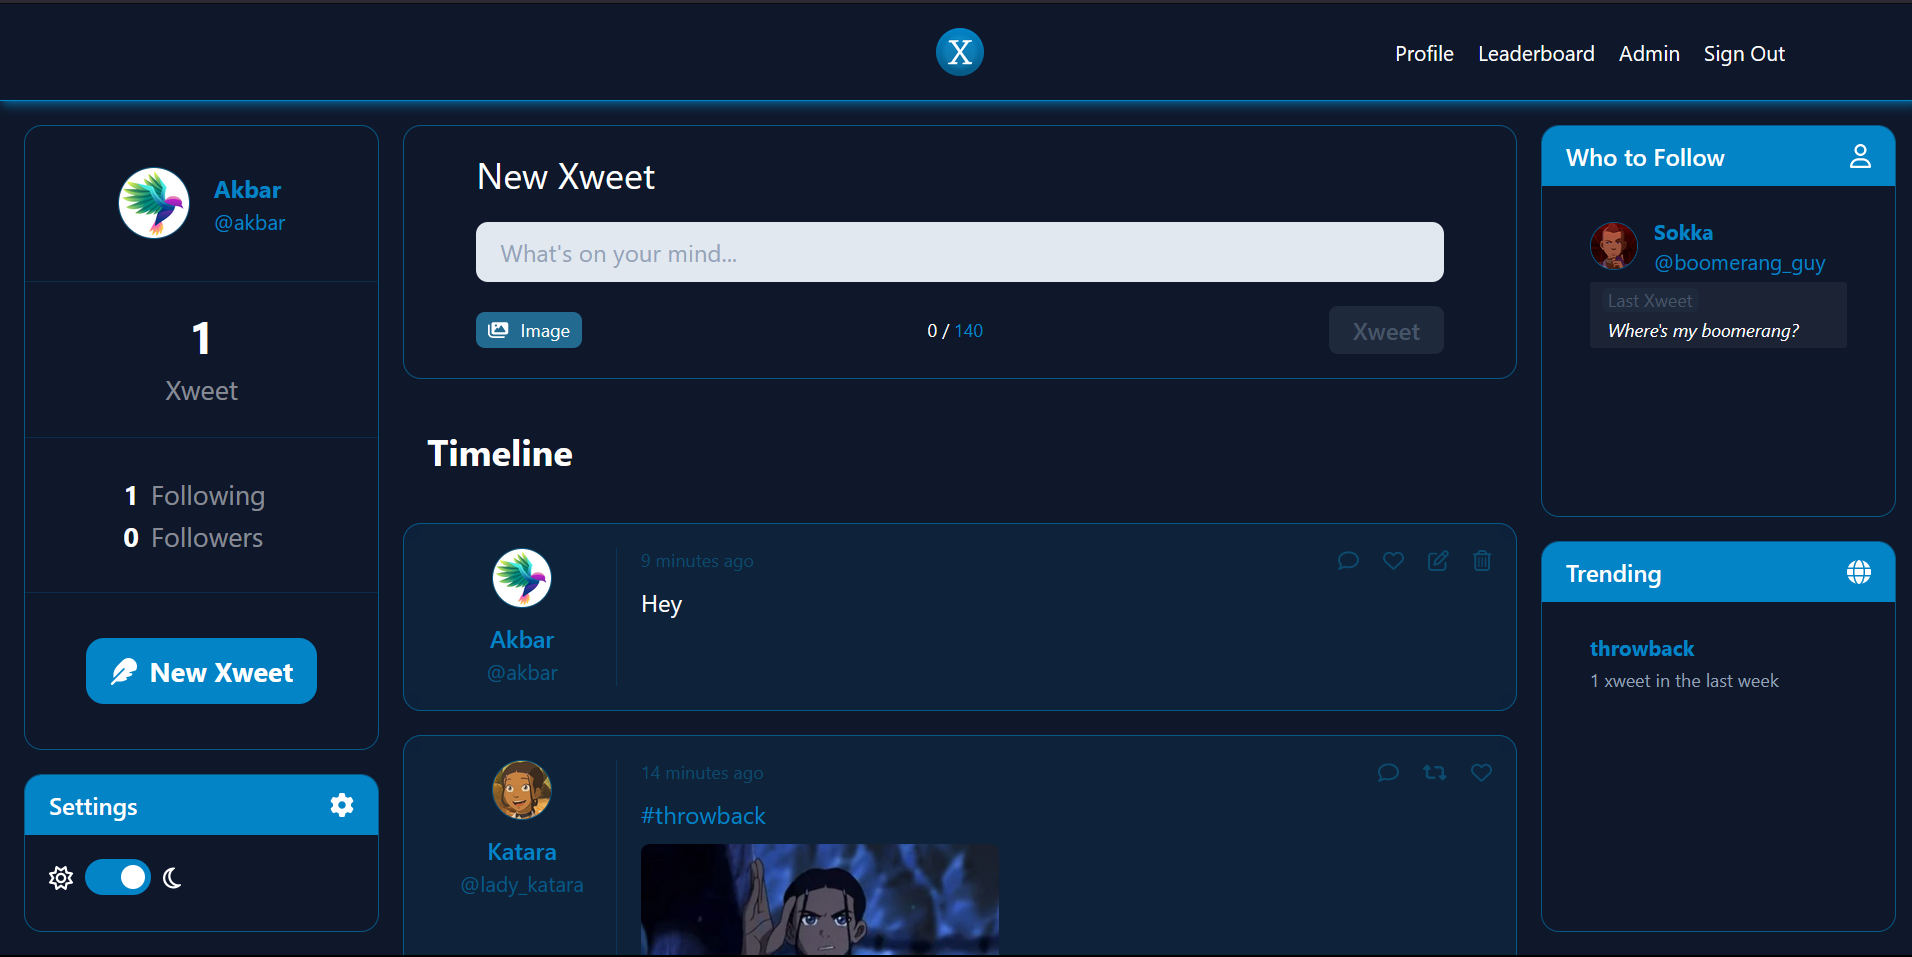 X
Profile Leaderboard Admin Sign Out
Akbar
@akbar
1
Xweet
1 Following
0 Followers
New Xweet
Settings
New Xweet
What's on your mind...
Image
0 / 140
Xweet
Timeline
9 minutes ago
Hey
Akbar
@akbar
14 minutes ago
#throwback
Katara
@lady_katara
Who to Follow
Sokka
@boomerang_guy
Last Xweet
Where's my boomerang?
Trending
throwback
1 xweet in the last week